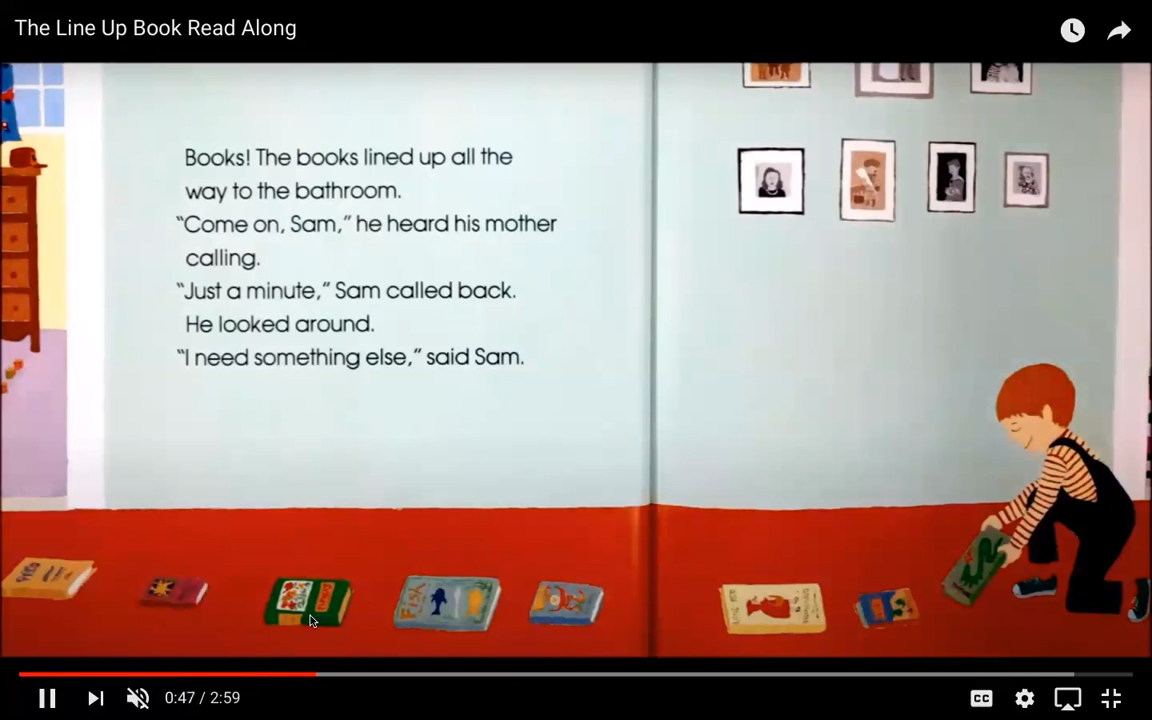 The Line Up Book Read Along
Books! The books lined up all the
way to the bathroom.
“Come on, Sam,” he heard his mother
calling.
“Just a minute,” Sam called back.
He looked around.
“I need something else,” said Sam.
FISH
0:47 / 2:59
CC